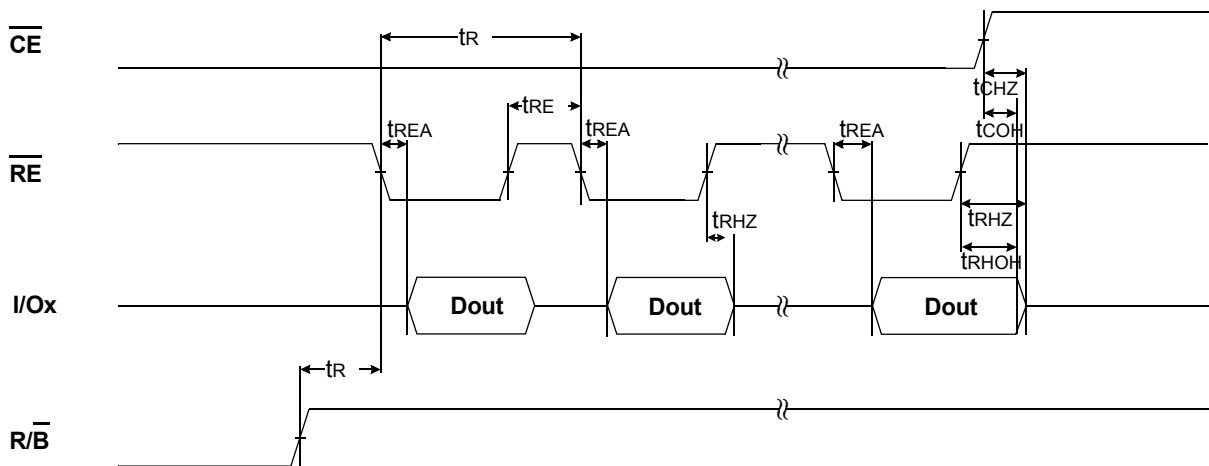 CE
tR
tCHZ
tRE
tREA
tREA
tREA
tCOH
RE
tRHZ
tRHZ
tRHOH
I/Ox
Dout
Dout
Dout
tR
R/B